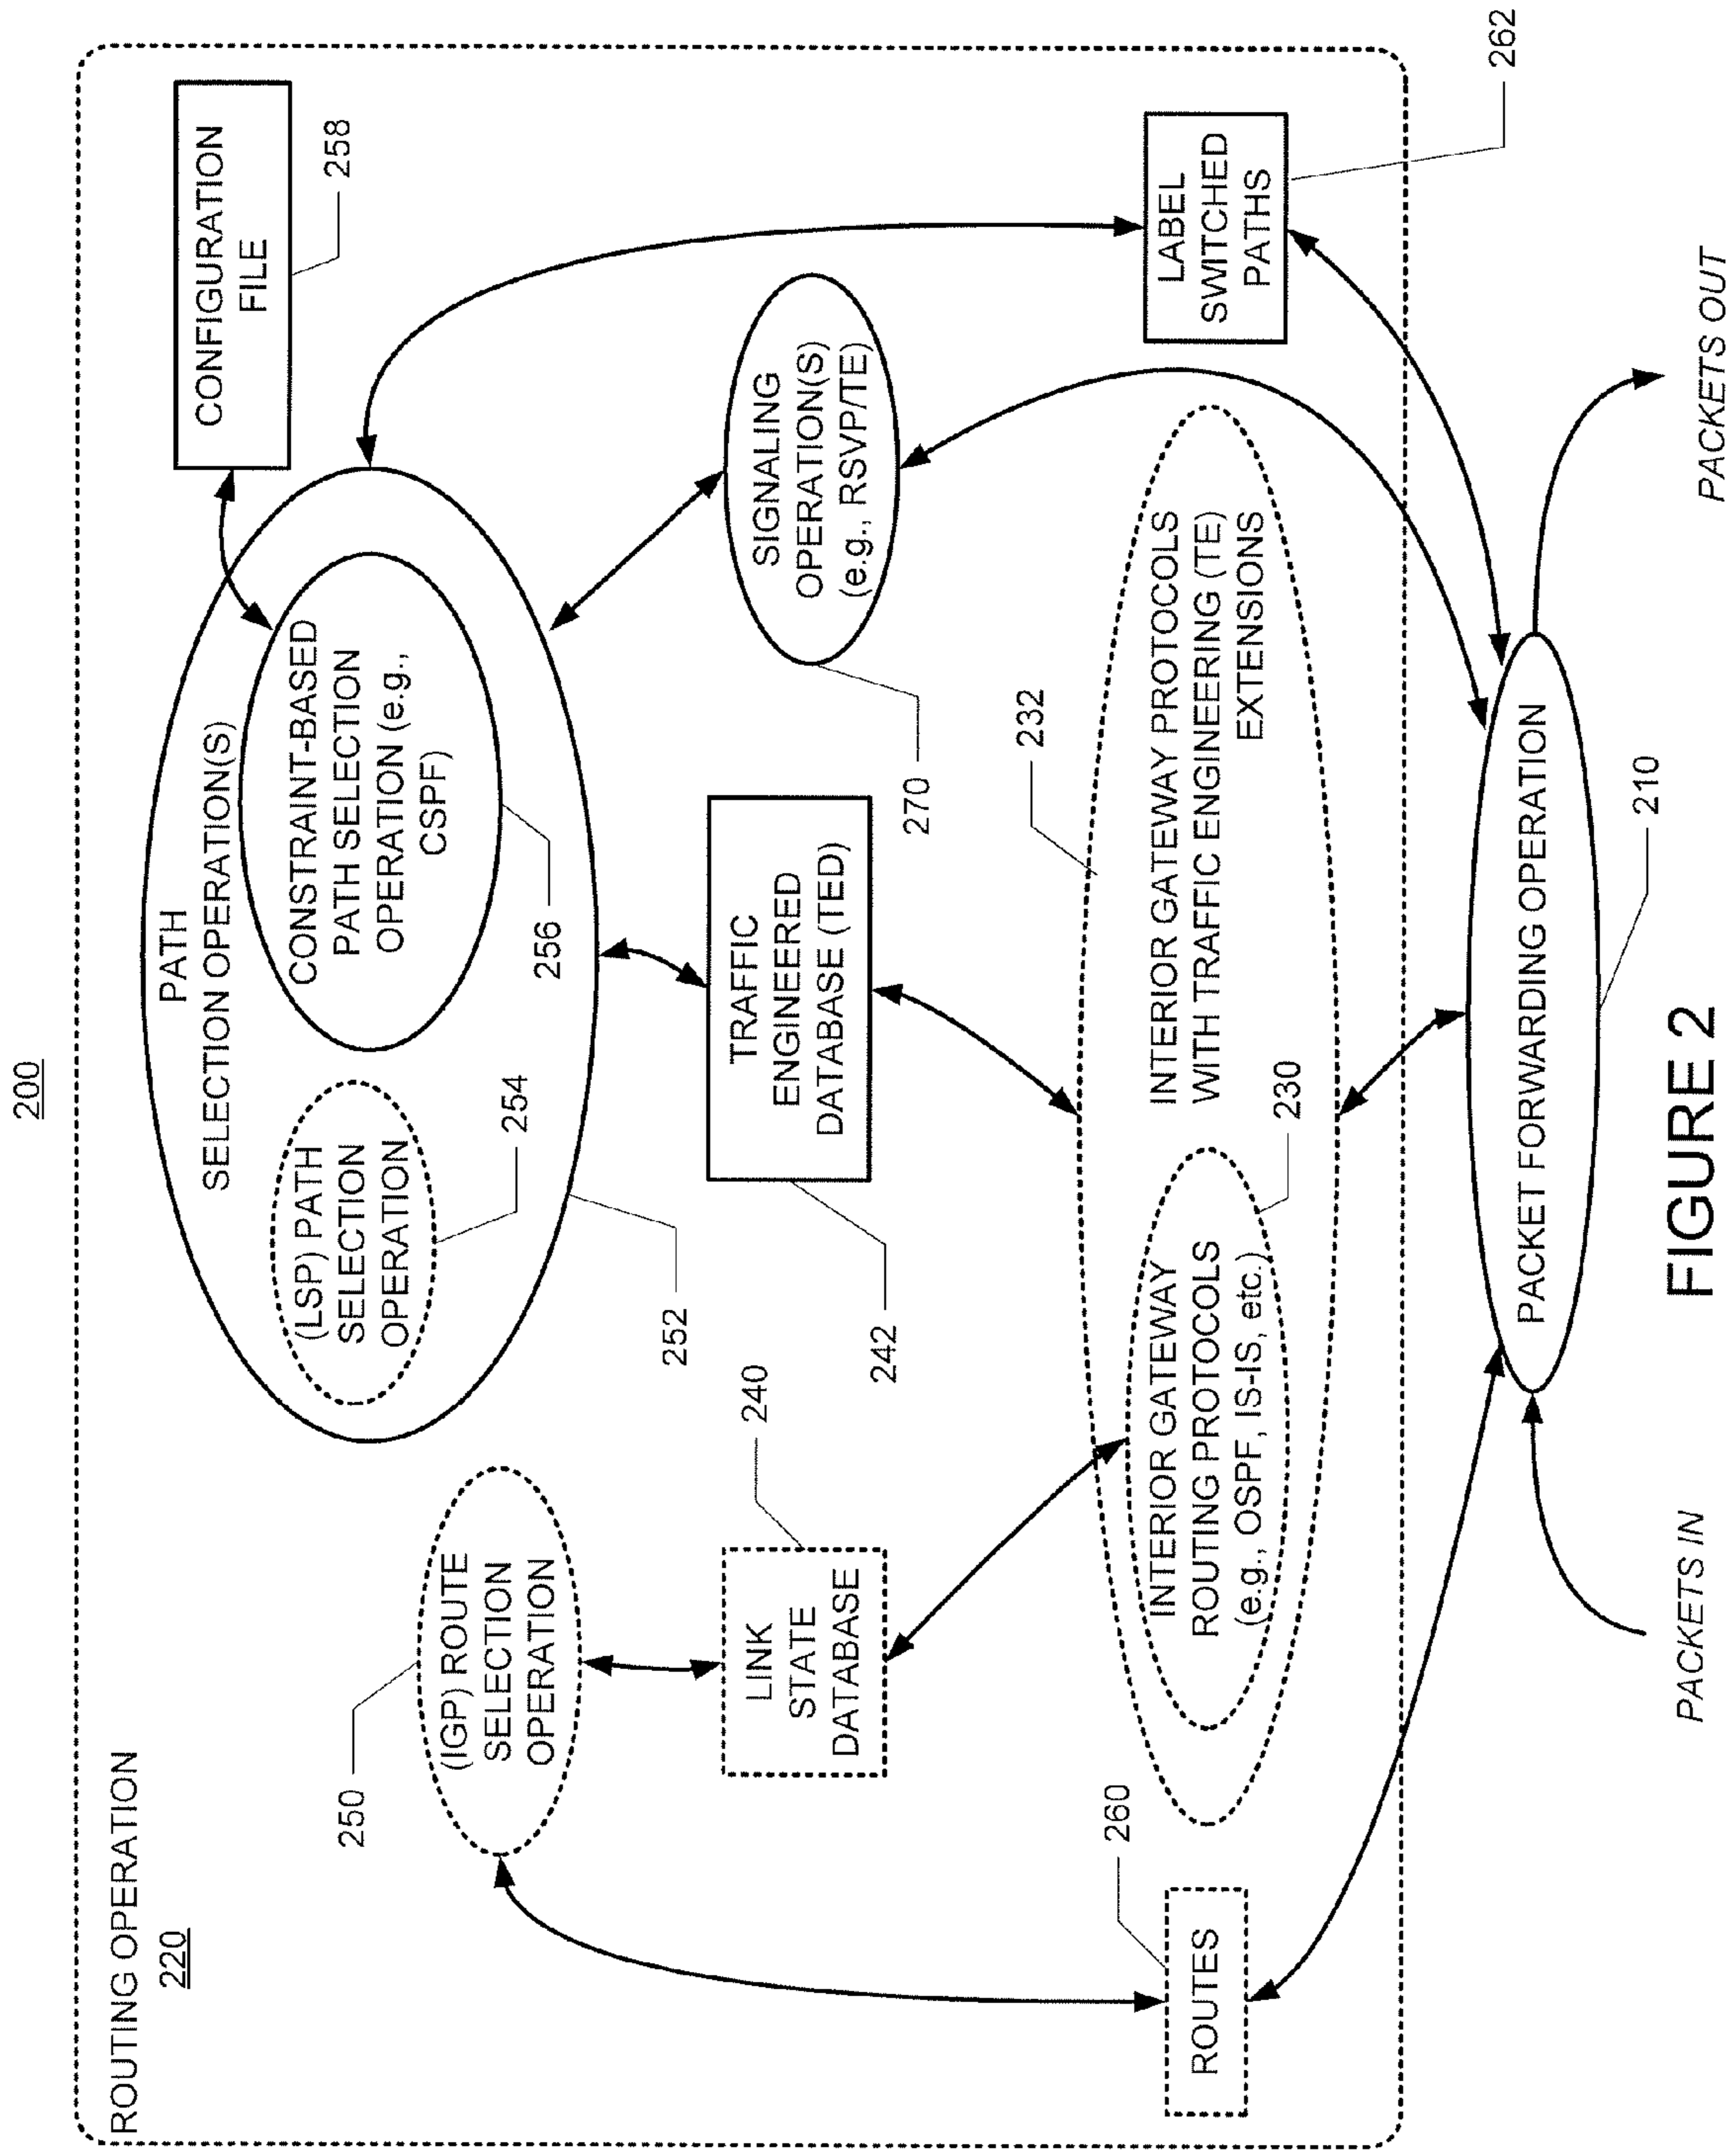 200
ROUTING OPERATION
220
CONFIGURATION
FILE
258
PATH
SELECTION OPERATION(S)
(LSP) PATH
SELECTION
OPERATION
254
CONSTRAINT-BASED
PATH SELECTION
OPERATION (e.g.,
CSPF)
256
252
250
(IGP) ROUTE
SELECTION
OPERATION
240
LINK
STATE
DATABASE
TRAFFIC
ENGINEERED
DATABASE (TED)
242
SIGNALING
OPERATION(S)
(e.g., RSVP/TE)
270
232
INTERIOR GATEWAY PROTOCOLS
WITH TRAFFIC ENGINEERING (TE)
EXTENSIONS
INTERIOR GATEWAY
ROUTING PROTOCOLS
(e.g., OSPF, IS-IS, etc.)
230
260
ROUTES
LABEL
SWITCHED
PATHS
262
PACKET FORWARDING OPERATION
210
PACKETS IN
PACKETS OUT
FIGURE 2